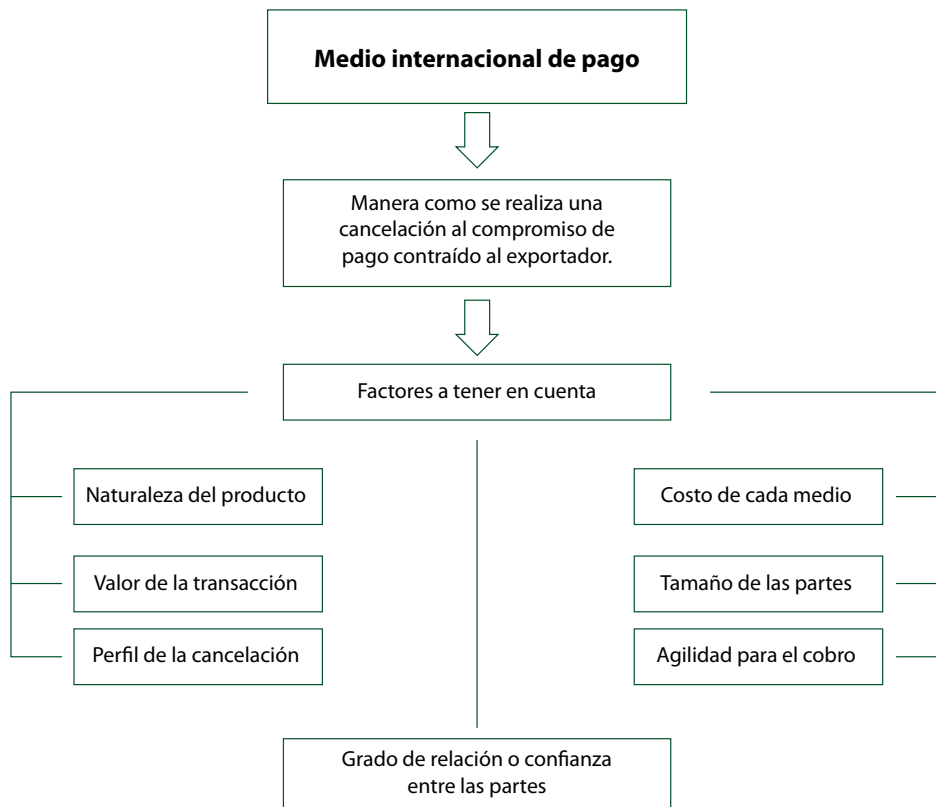 Medio internacional de pago
Manera como se realiza una
cancelación al compromiso de
pago contraído al exportador.
Factores a tener en cuenta
Naturaleza del producto
Valor de la transacción
Perfil de la cancelación
Costo de cada medio
Tamaño de las partes
Agilidad para el cobro
Grado de relación o confianza
entre las partes